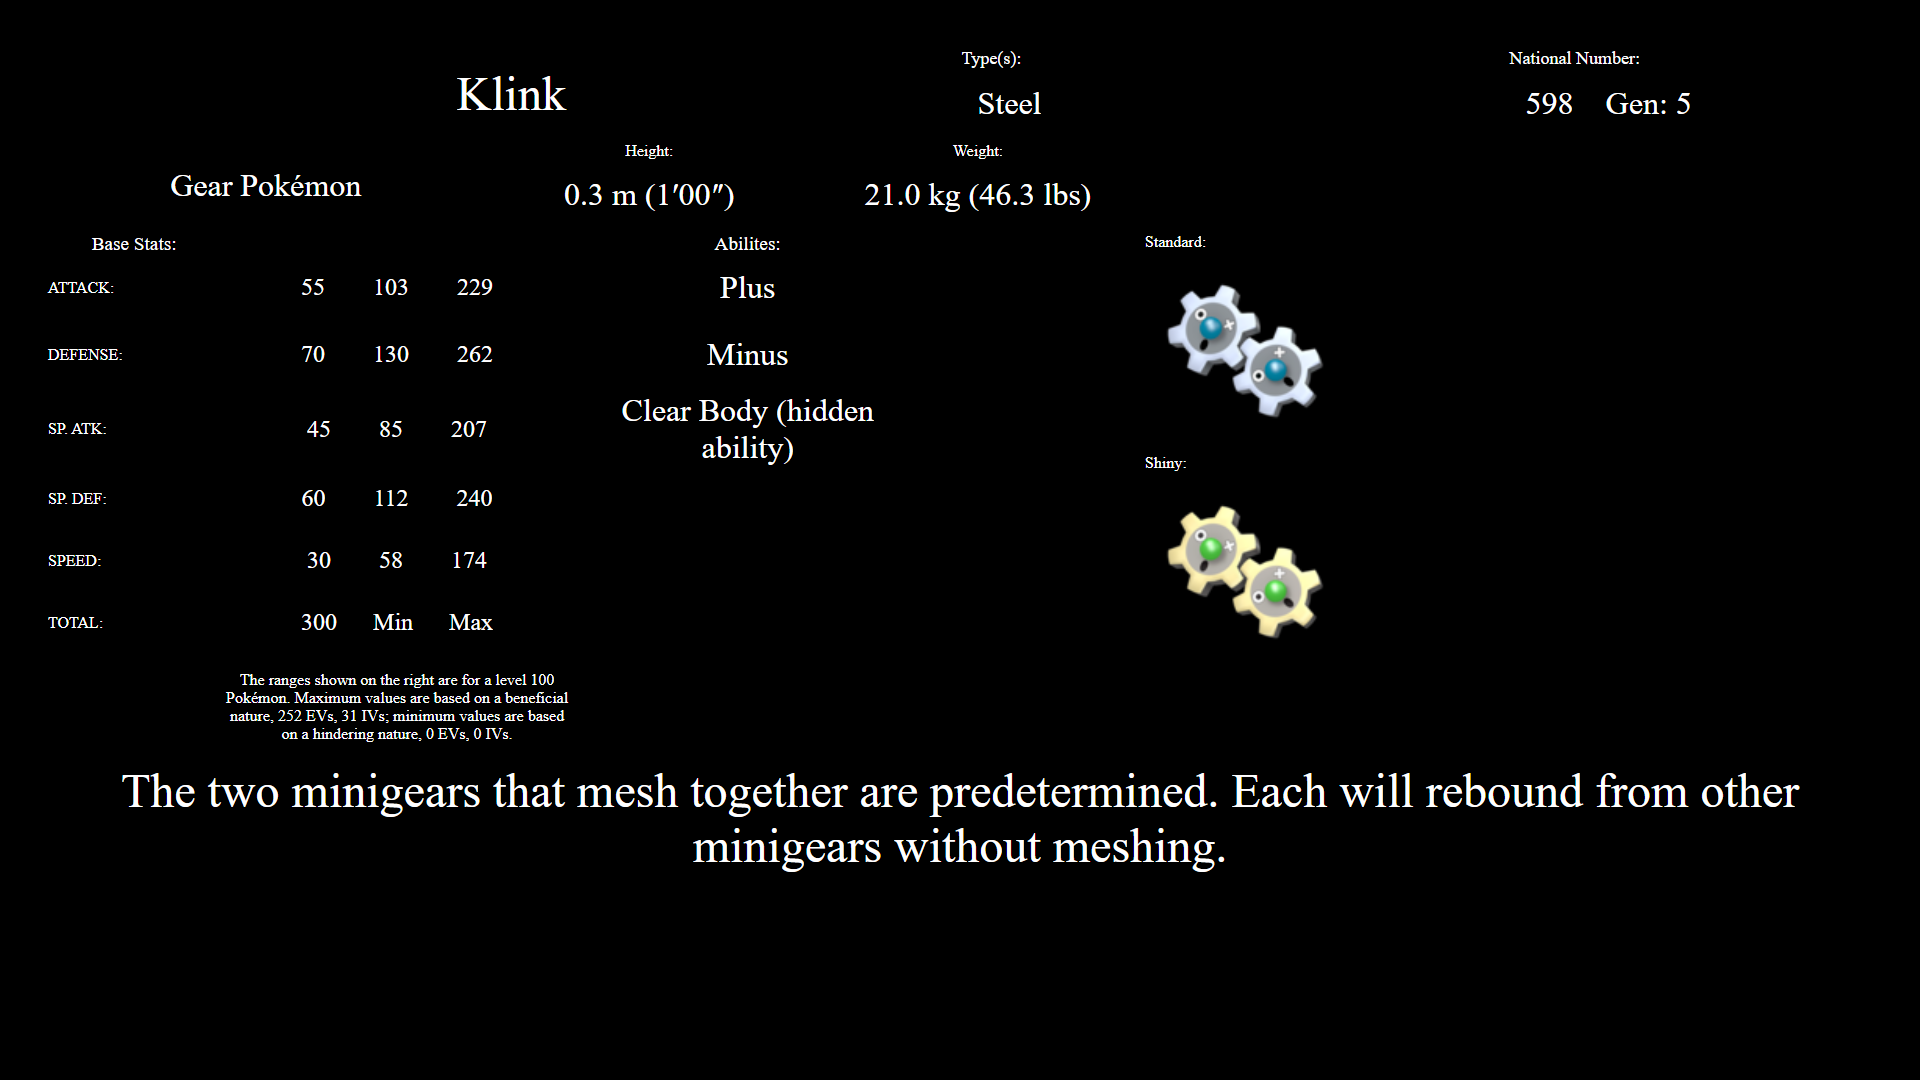 Type(s):
National Number:
Klink
Steel
598 Gen: 5
Height:
Weight:
Gear Pokémon
0.3 m (1′00″)
21.0 kg (46.3 lbs)
Base Stats:
Abilites:
Standard:
ATTACK: 55 103 229
Plus
DEFENSE: 70 130 262
Minus
SP. ATK: 45 85 207
Clear Body (hidden
ability)
Shiny:
SP. DEF: 60 112 240
SPEED: 30 58 174
TOTAL: 300 Min Max
The ranges shown on the right are for a level 100
Pokémon. Maximum values are based on a beneficial
nature, 252 EVs, 31 IVs; minimum values are based
on a hindering nature, 0 EVs, 0 IVs.
The two minigears that mesh together are predetermined. Each will rebound from other
minigears without meshing.